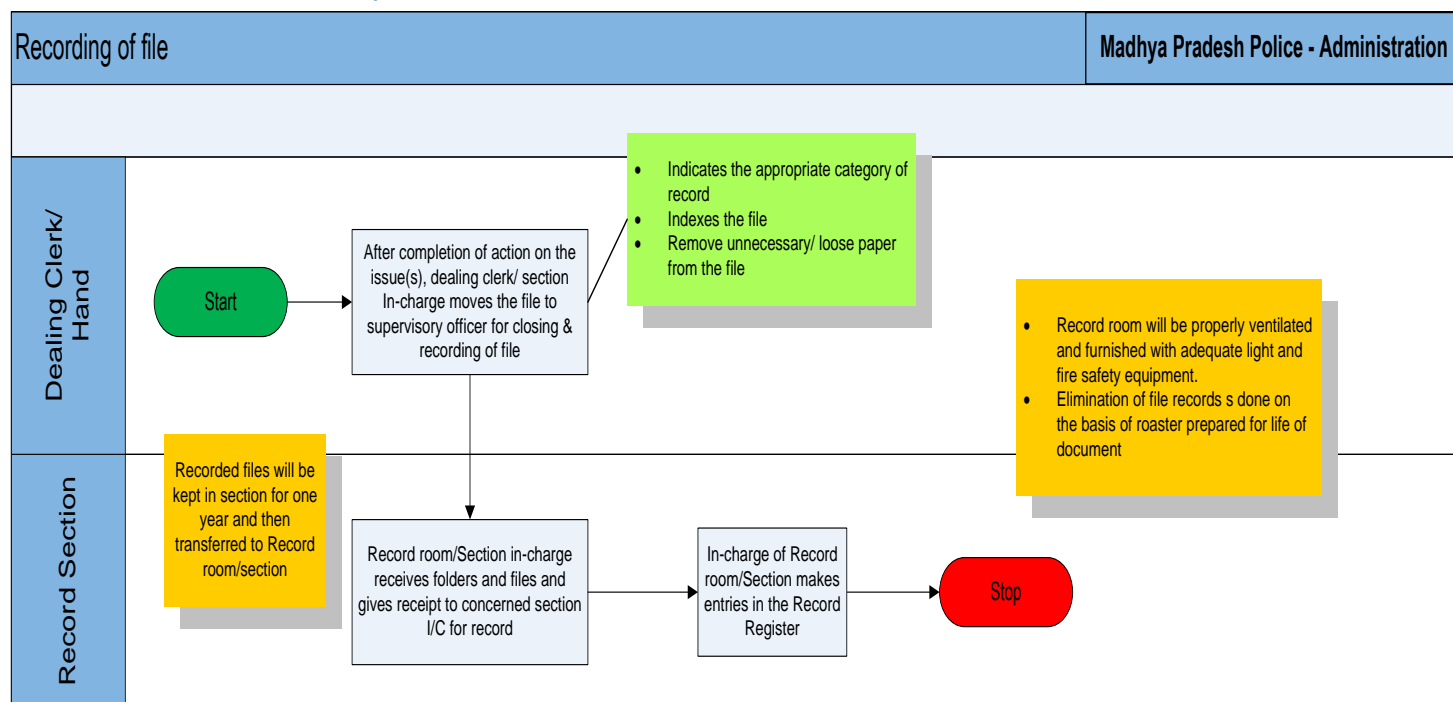 Recording of file
Madhya Pradesh Police - Administration
Dealing Clerk/
Hand
Start
After completion of action on the
issue(s), dealing clerk/ section
In-charge moves the file to
supervisory officer for closing &
recording of file
• Indicates the appropriate category of
record
• Indexes the file
• Remove unnecessary/ loose paper
from the file
• Record room will be properly ventilated
and furnished with adequate light and
fire safety equipment.
• Elimination of file records s done on
the basis of roaster prepared for life of
document
Record Section
Recorded files will be
kept in section for one
year and then
transferred to Record
room/section
Record room/Section in-charge
receives folders and files and
gives receipt to concerned section
I/C for record
In-charge of Record
room/Section makes
entries in the Record
Register
Stop